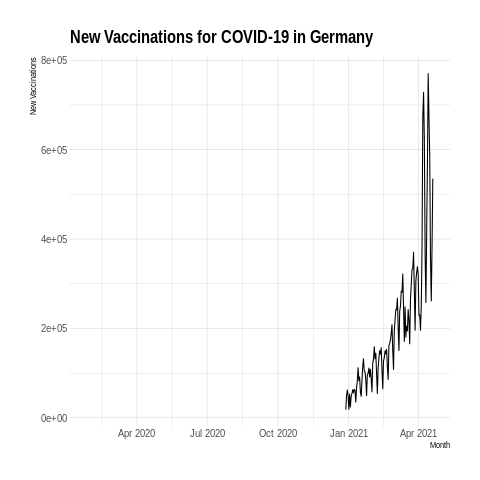 New Vaccinations for COVID-19 in Germany
New Vaccinations
8e+05
6e+05
4e+05
2e+05
0e+00
Apr 2020 Jul 2020 Oct 2020 Jan 2021 Apr 2021
Month